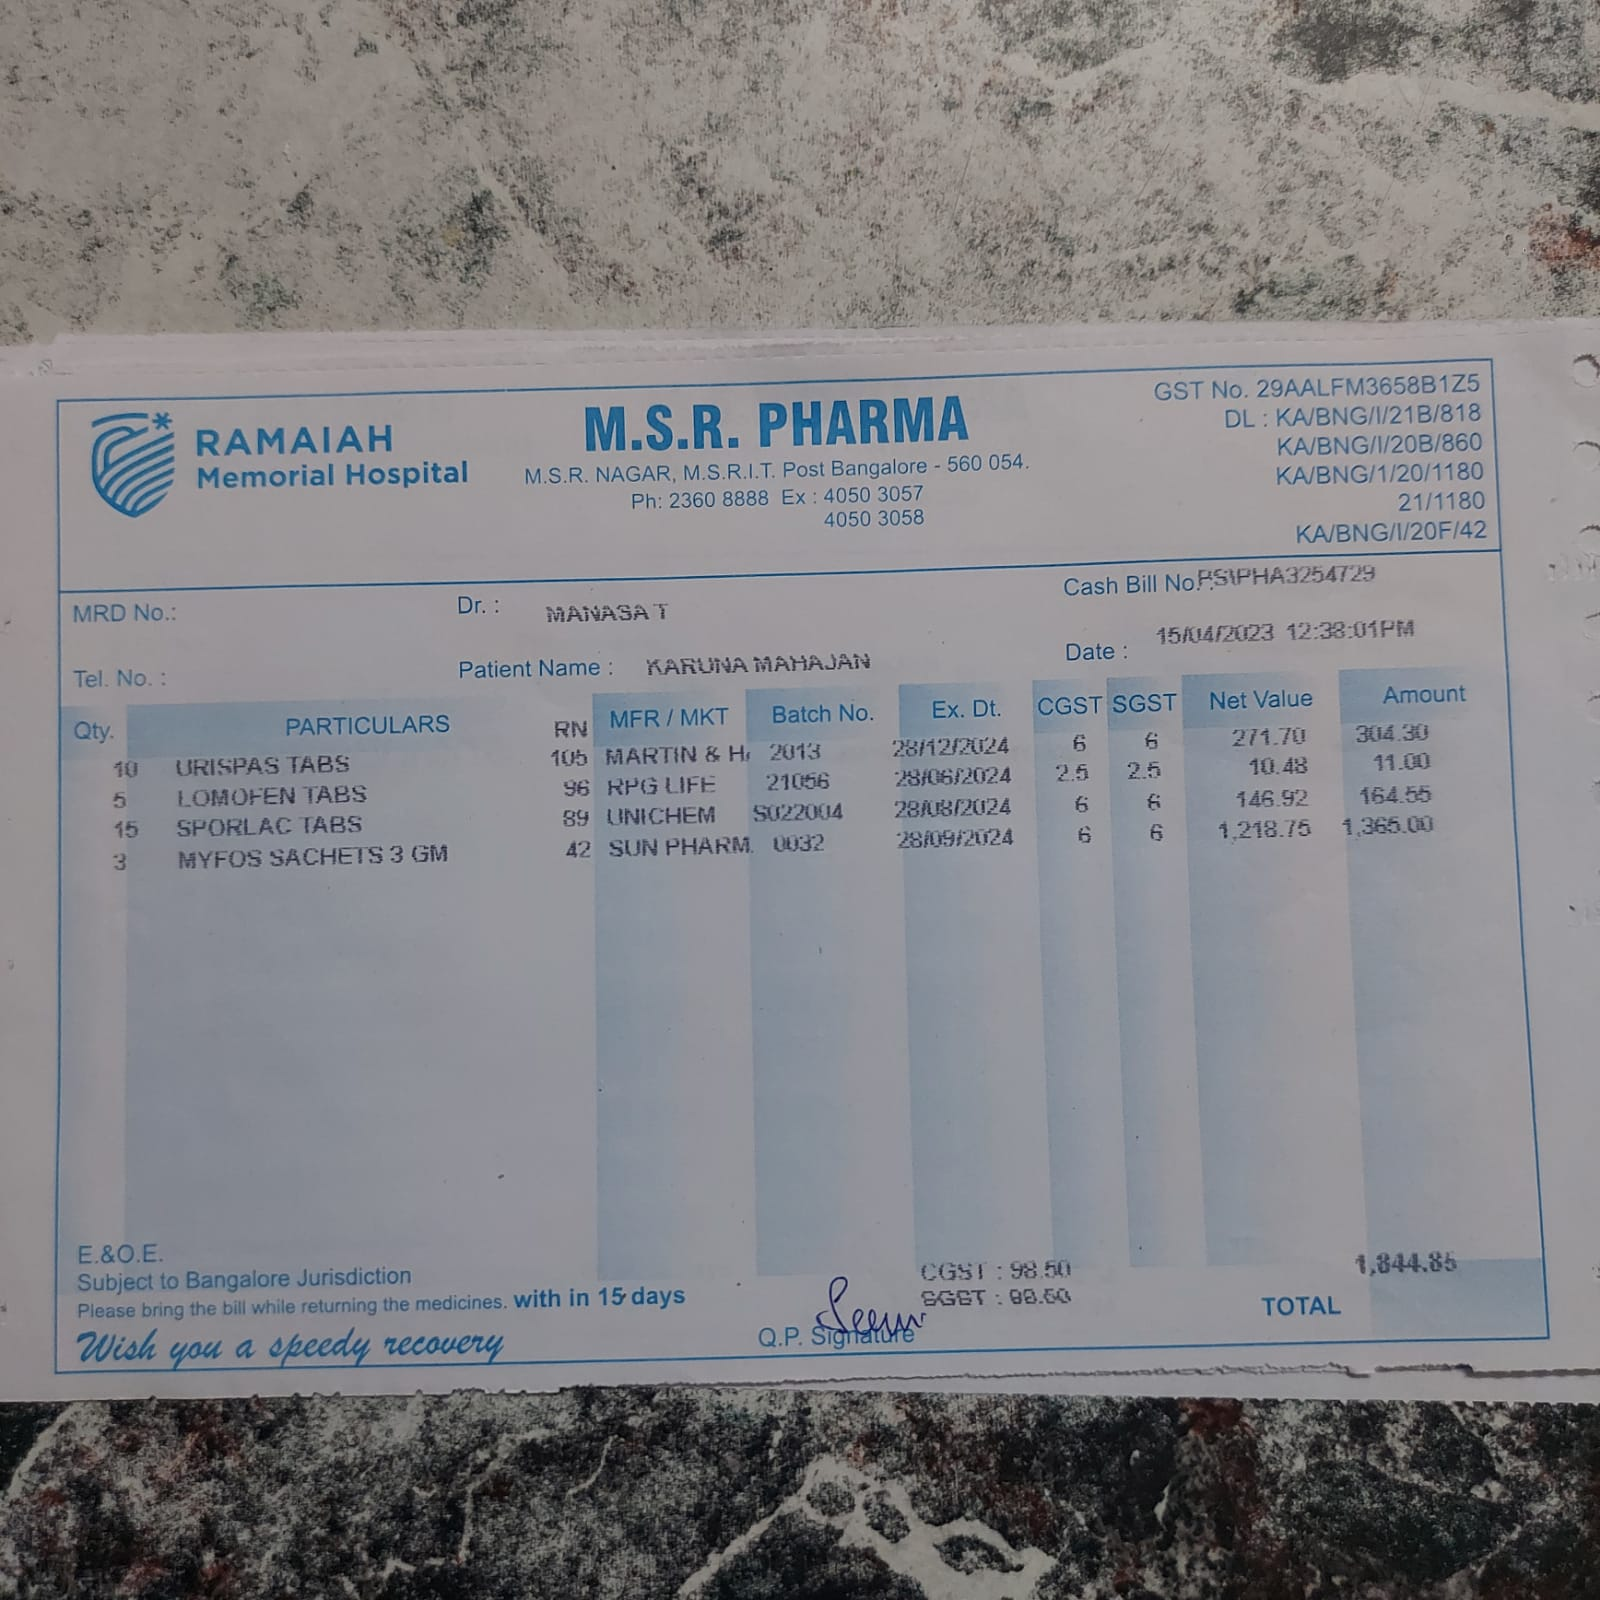 RAMAIAH
Memorial Hospital
M.S.R. PHARMA
M.S.R. NAGAR, M.S.R.I.T. Post Bangalore - 560 054.
Ph: 2360 8888 Ex : 4050 3057
4050 3058
GST No. 29AALFM3658B1Z5
DL : KA/BNG/I/21B/818
KA/BNG/I/20B/860
KA/BNG/1/20/1180
21/1180
KA/BNG/I/20F/42
MRD No.: Dr. : MANASA T Cash Bill No. PS\PHA3254729
Tel. No. : Patient Name : KARUNA MAHAJAN Date : 15/04/2023 12:38:01PM
Qty. PARTICULARS RN MFR / MKT Batch No. Ex. Dt. CGST SGST Net Value Amount
10 URISPAS TABS 105 MARTIN & H 2013 28/12/2024 6 6 271.70 304.30
5 LOMOFEN TABS 96 RPG LIFE 21056 28/06/2024 2.5 2.5 10.48 11.00
15 SPORLAC TABS 89 UNICHEM S022004 28/08/2024 6 6 146.92 164.55
3 MYFOS SACHETS 3 GM 42 SUN PHARM 0032 28/09/2024 6 6 1,218.75 1,365.00
E.&O.E.
Subject to Bangalore Jurisdiction
Please bring the bill while returning the medicines. with in 15 days
Wish you a speedy recovery
CGST : 98.50
SGST : 98.50
Q.P. Signature
1,844.85
TOTAL